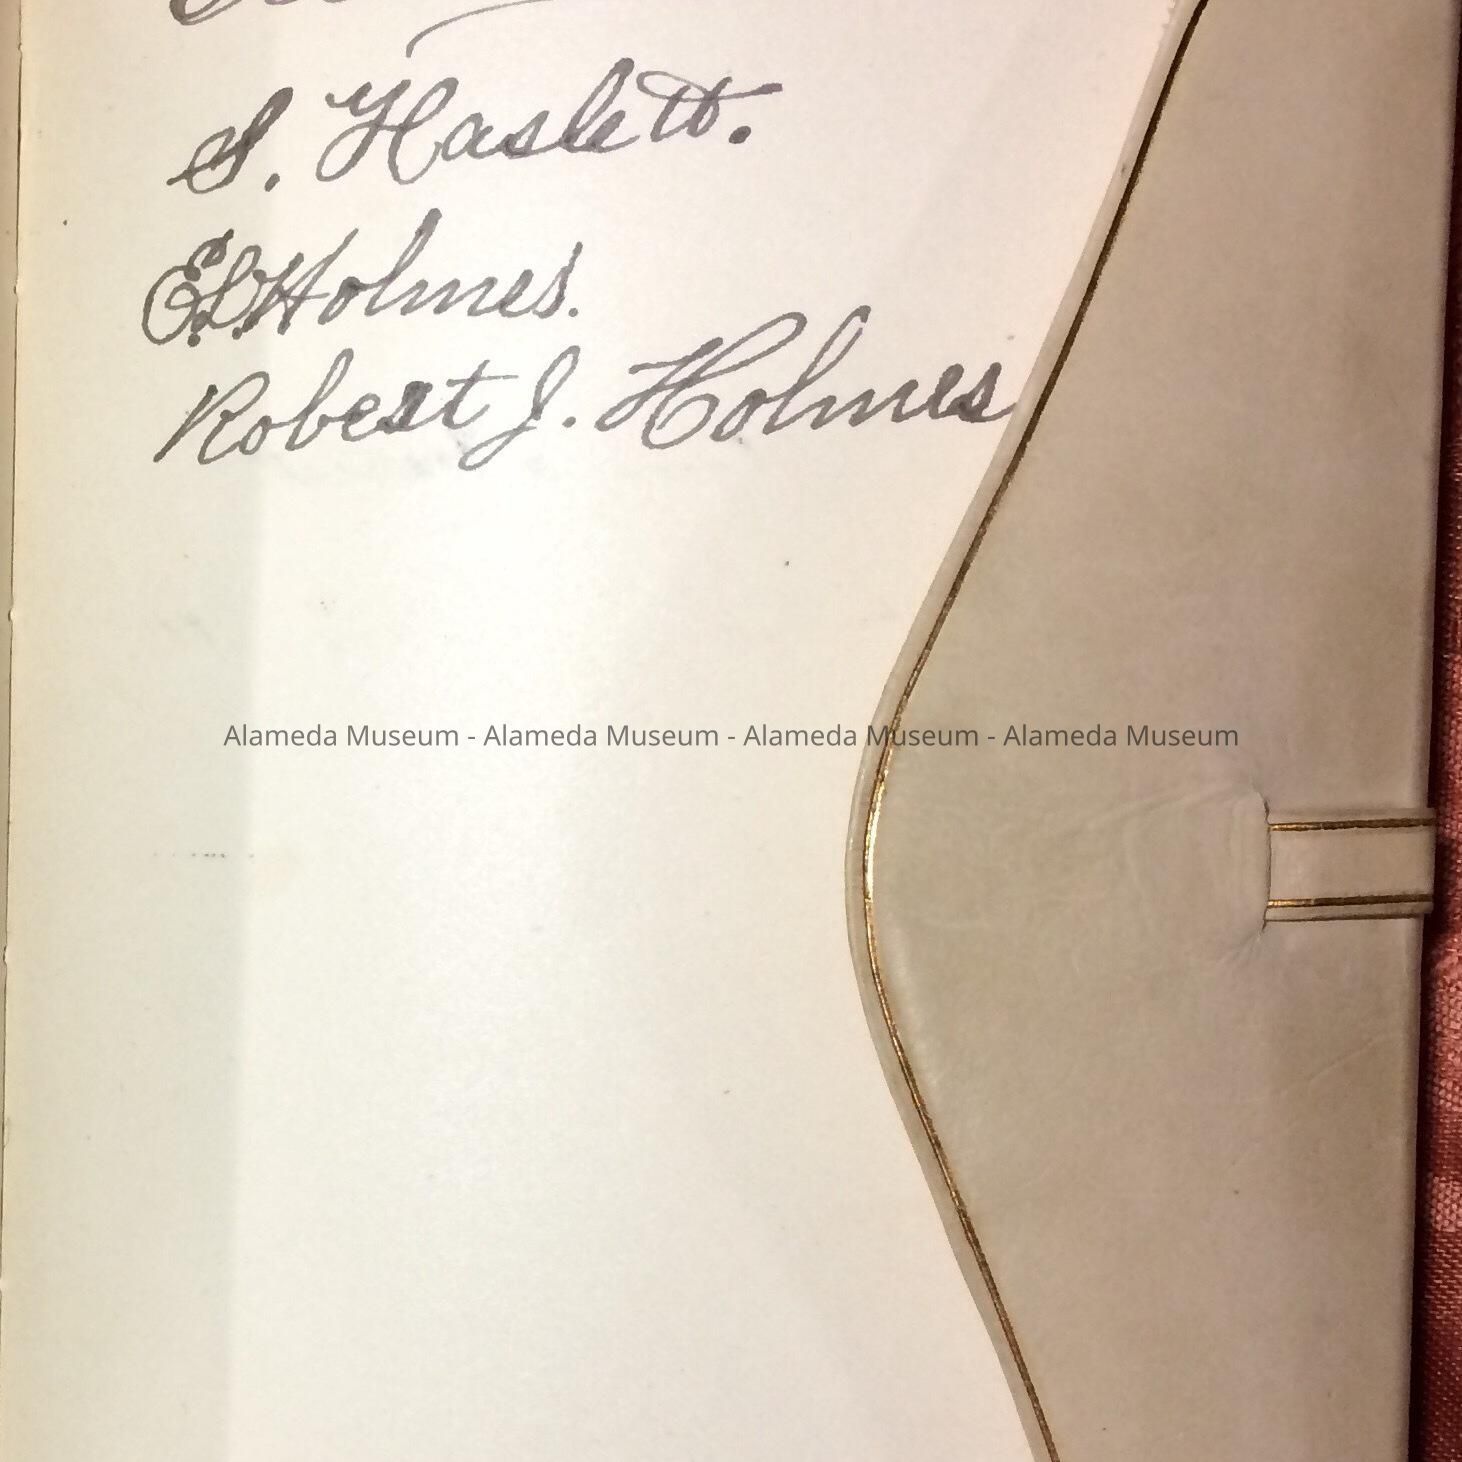 S. Haslett.
E.D. Holmes.
Robert J. Holmes
Alameda Museum - Alameda Museum - Alameda Museum - Alameda Museum